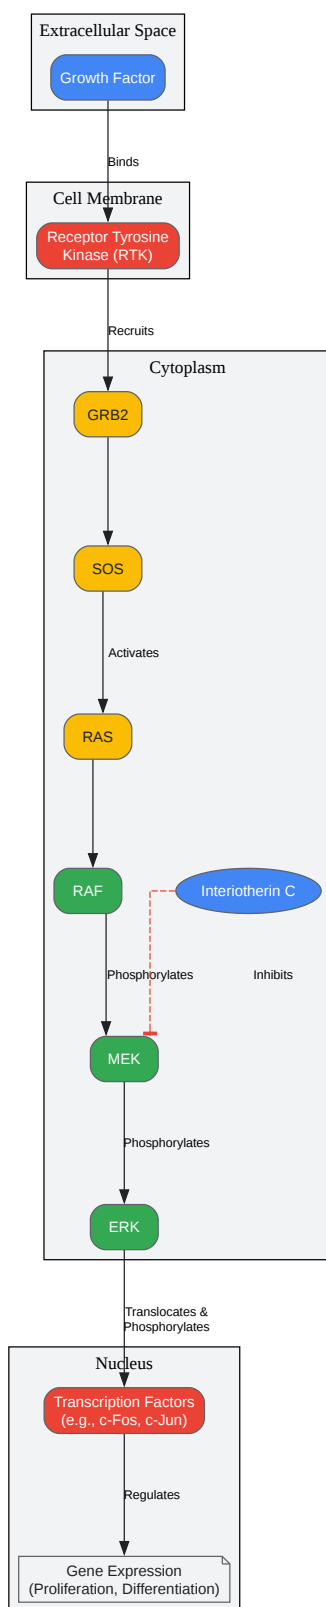 Extracellular Space
Growth Factor
Binds
Cell Membrane
Receptor Tyrosine
Kinase (RTK)
Recruits
Cytoplasm
GRB2
SOS
Activates
RAS
RAF
Interiotherin C
Phosphorylates
Inhibits
MEK
Phosphorylates
ERK
Translocates &
Phosphorylates
Nucleus
Transcription Factors
(e.g., c-Fos, c-Jun)
Regulates
Gene Expression
(Proliferation, Differentiation)